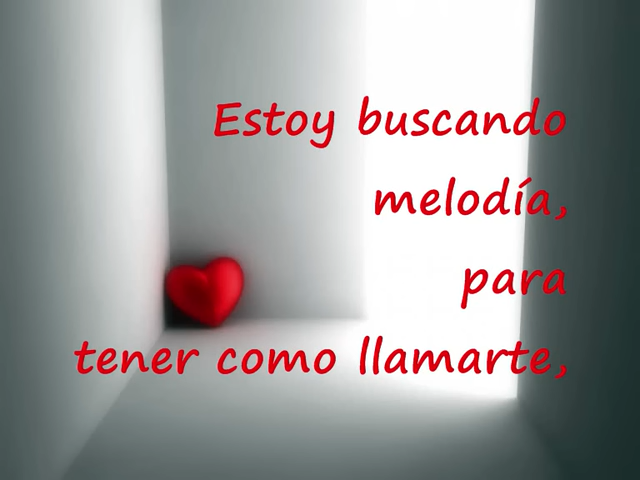 Estoy buscando
melodía,
para
tener como llamarte,